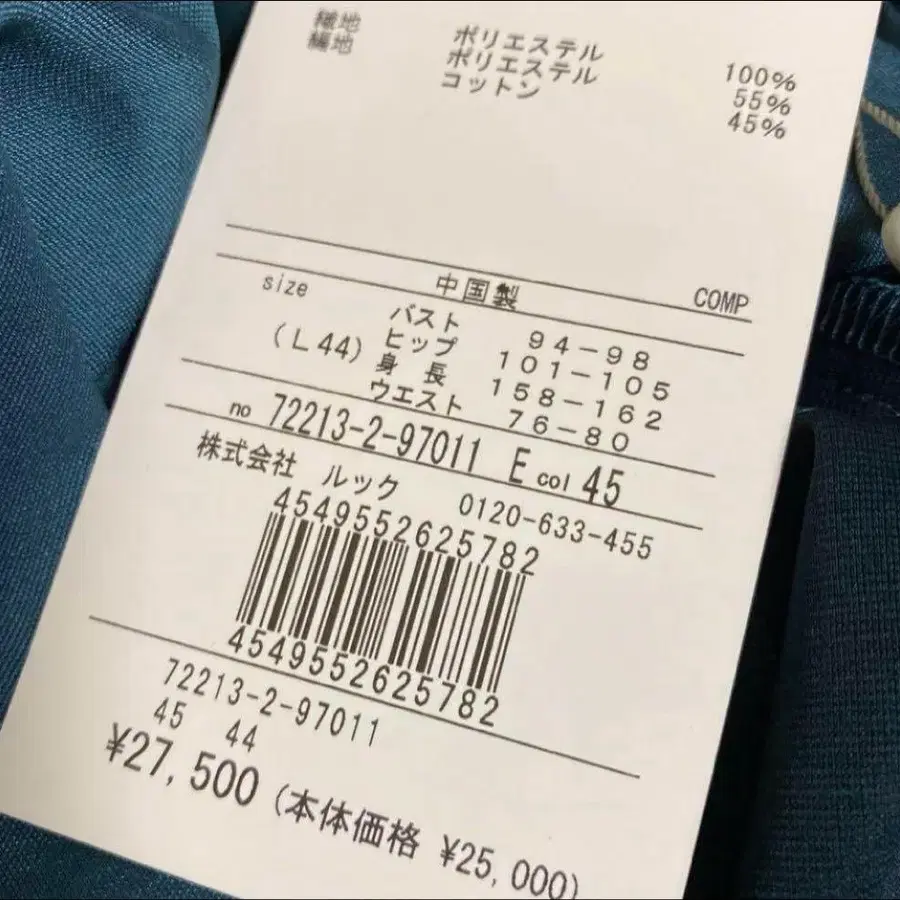 織地 ポリエステル 100%
編地 ポリエステル 55%
コットン 45%
中国製 COMP
size バスト 94-98
(L 44) ヒップ 101-105
身長 158-162
ウエスト 76-80
no 72213-2-97011 E col 45
株式会社 ルック 0120-633-455
4549552625782
4549552625782
72213-2-97011
45 44
¥27,500 (本体価格 ¥25,000)